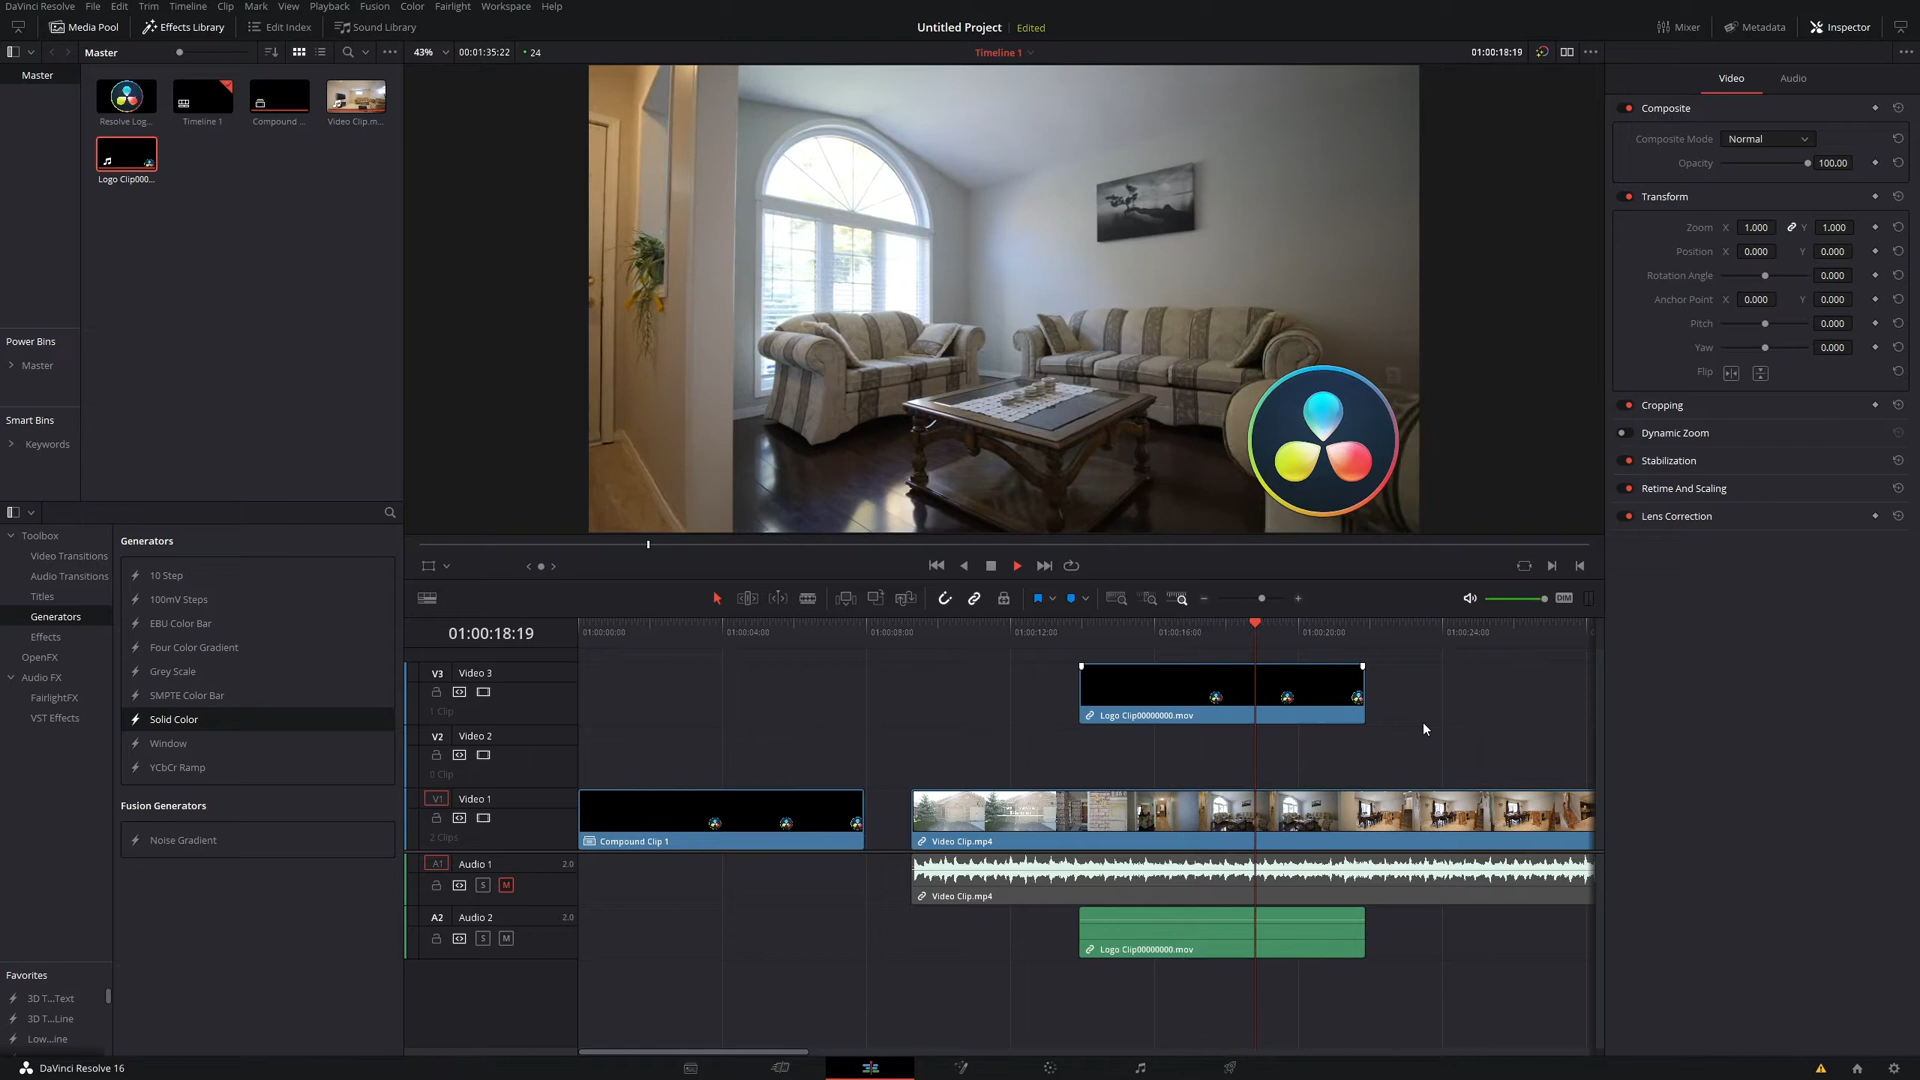 DaVinci Resolve File Edit Trim Timeline Clip Mark View Playback Fusion Color Fairlight Workspace Help
Media Pool Effects Library Edit Index Sound Library Untitled Project Edited Mixer Metadata Inspector
Master 43% 00:01:35:22 24 Timeline 1 01:00:18:19
Master
Resolve Log... Timeline 1 Compound ... Video Clip.m...
Logo Clip000...
Power Bins
Master
Smart Bins
Keywords
Video Audio
Composite
Composite Mode Normal
Opacity 100.00
Transform
Zoom X 1.000 Y 1.000
Position X 0.000 Y 0.000
Rotation Angle 0.000
Anchor Point X 0.000 Y 0.000
Pitch 0.000
Yaw 0.000
Flip
Cropping
Dynamic Zoom
Stabilization
Retime And Scaling
Lens Correction
Toolbox
Video Transitions
Audio Transitions
Titles
Generators
Effects
OpenFX
Audio FX
FairlightFX
VST Effects
Generators
10 Step
100mV Steps
EBU Color Bar
Four Color Gradient
Grey Scale
SMPTE Color Bar
Solid Color
Window
YCbCr Ramp
Fusion Generators
Noise Gradient
Favorites
3D T...Text
3D T...Line
Low...ine
DIM
01:00:18:19 01:00:00:00 01:00:04:00 01:00:08:00 01:00:12:00 01:00:16:00 01:00:20:00 01:00:24:00
V3 Video 3
1 Clip
Logo Clip00000000.mov
V2 Video 2
0 Clip
V1 Video 1
2 Clips
Compound Clip 1 Video Clip.mp4
A1 Audio 1 2.0
S M
Video Clip.mp4
A2 Audio 2 2.0
S M
Logo Clip00000000.mov
DaVinci Resolve 16